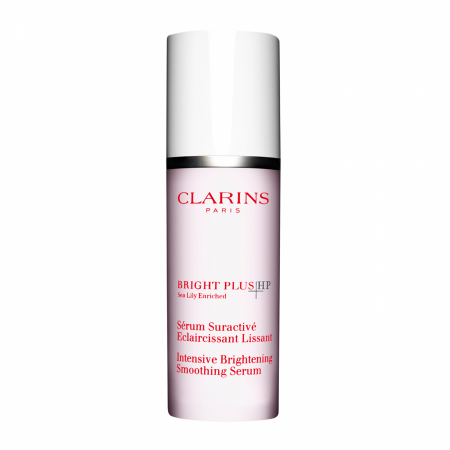 CLARINS
PARIS
BRIGHT PLUS HP
Sea Lily Enriched
Sérum Suractivé
Eclaircissant Lissant
Intensive Brightening
Smoothing Serum